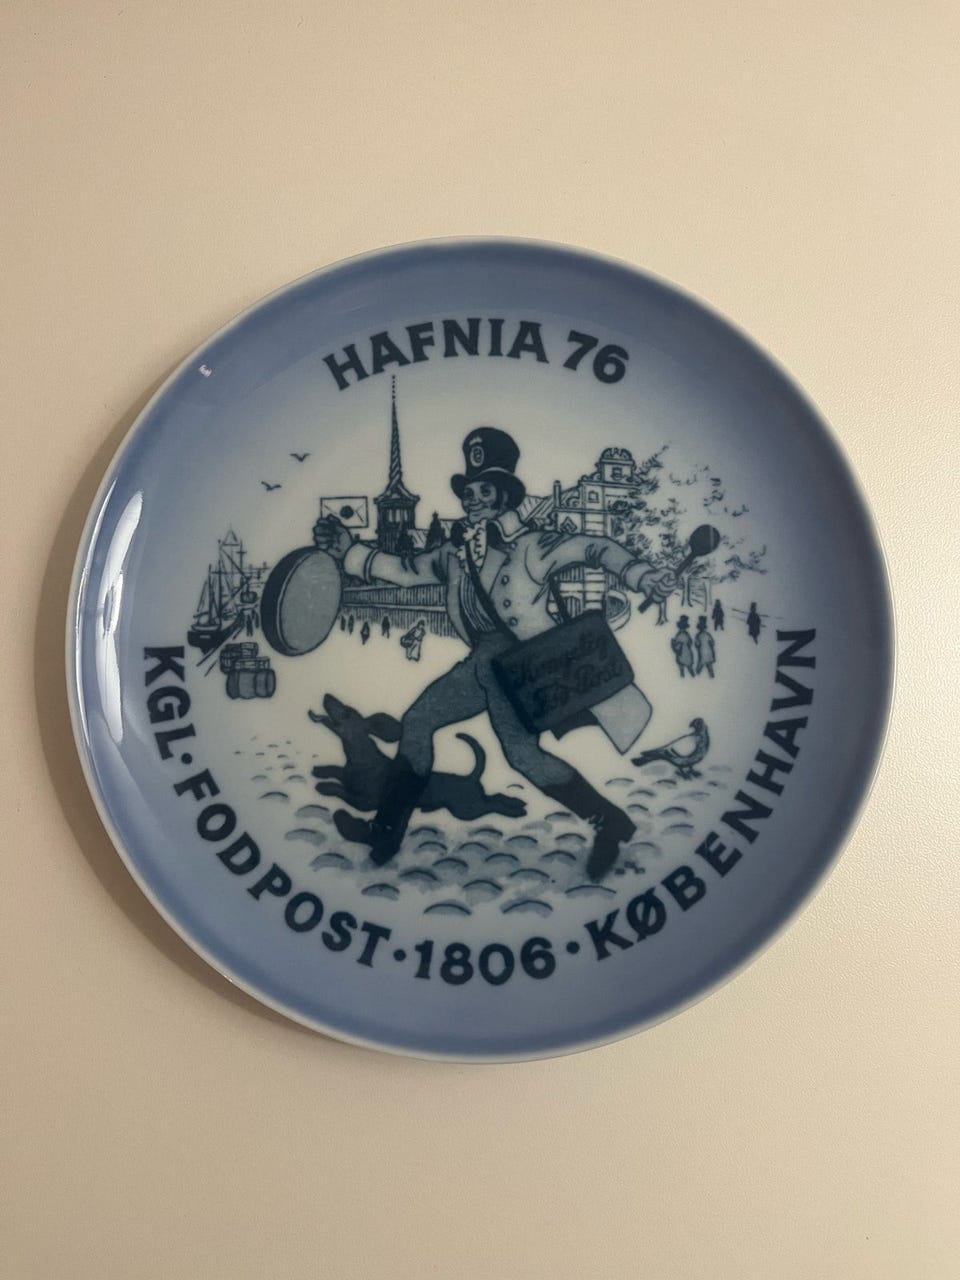 HAFNIA 76
KGL · FODPOST · 1806 · KØBENHAVN